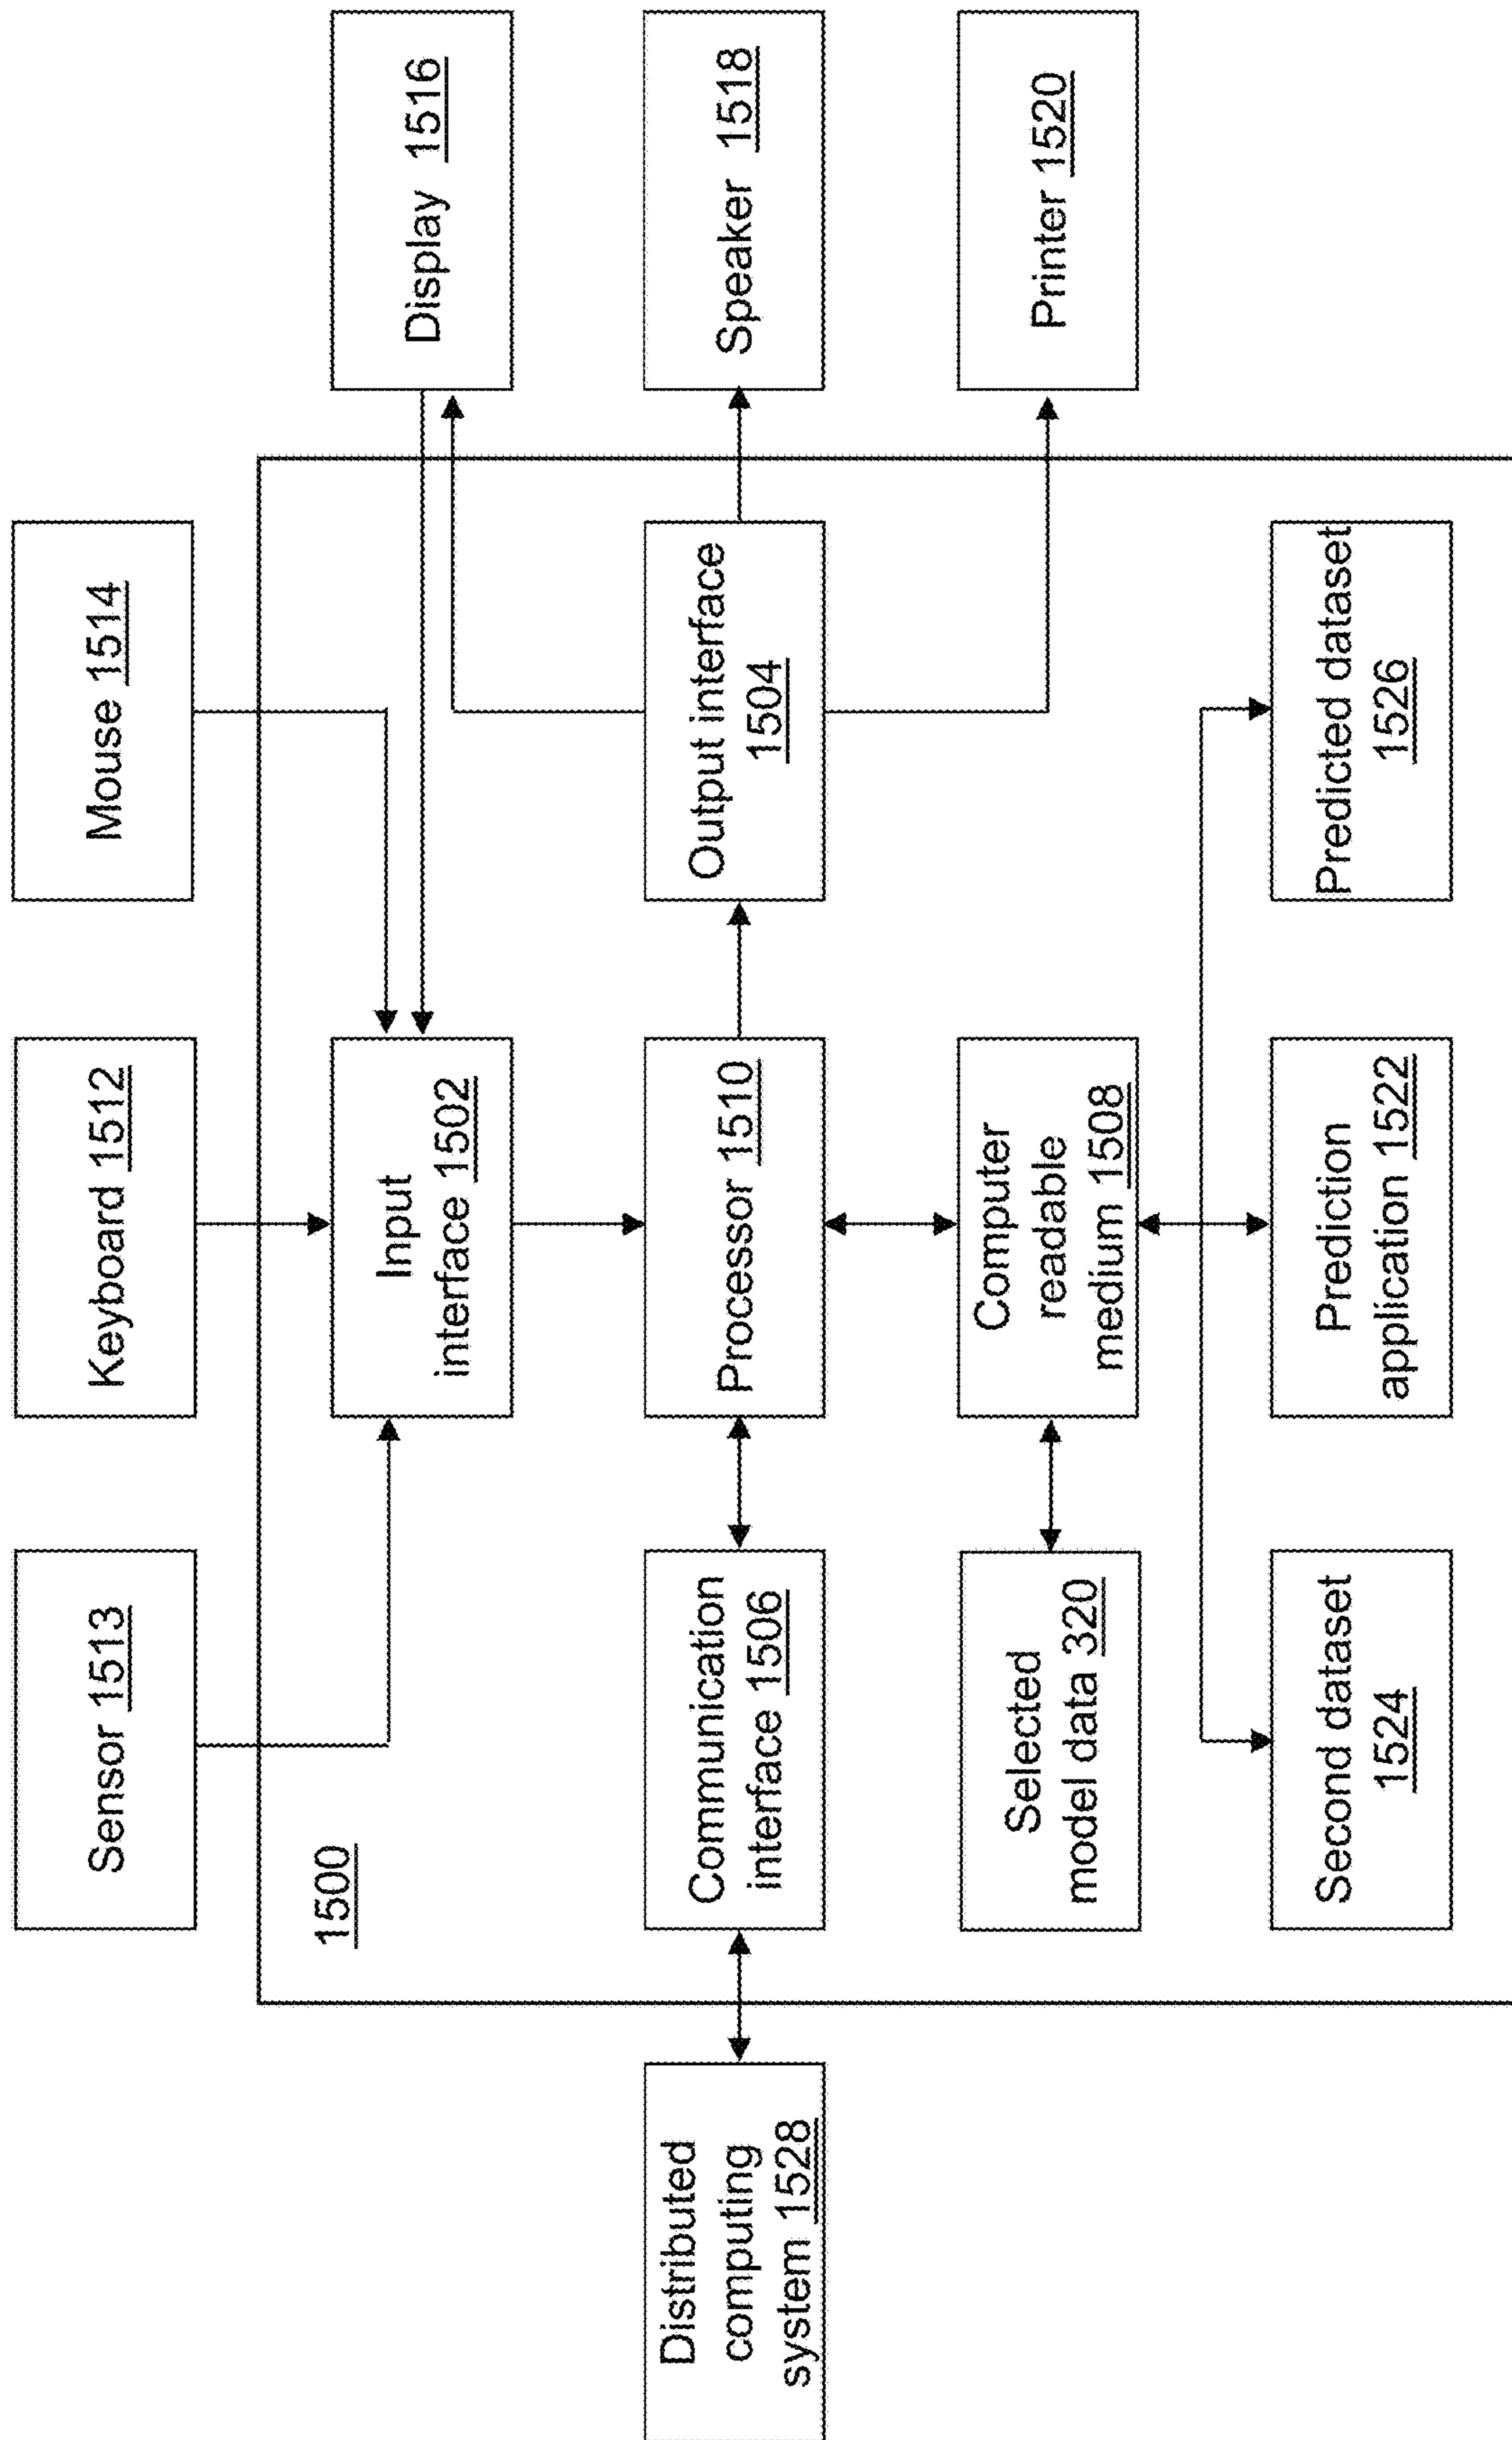 Sensor 1513
Keyboard 1512
Mouse 1514
1500
Input
interface 1502
Display 1516
Distributed
computing
system 1528
Communication
interface 1506
Processor 1510
Output interface
1504
Speaker 1518
Selected
model data 320
Computer
readable
medium 1508
Printer 1520
Second dataset
1524
Prediction
application 1522
Predicted dataset
1526